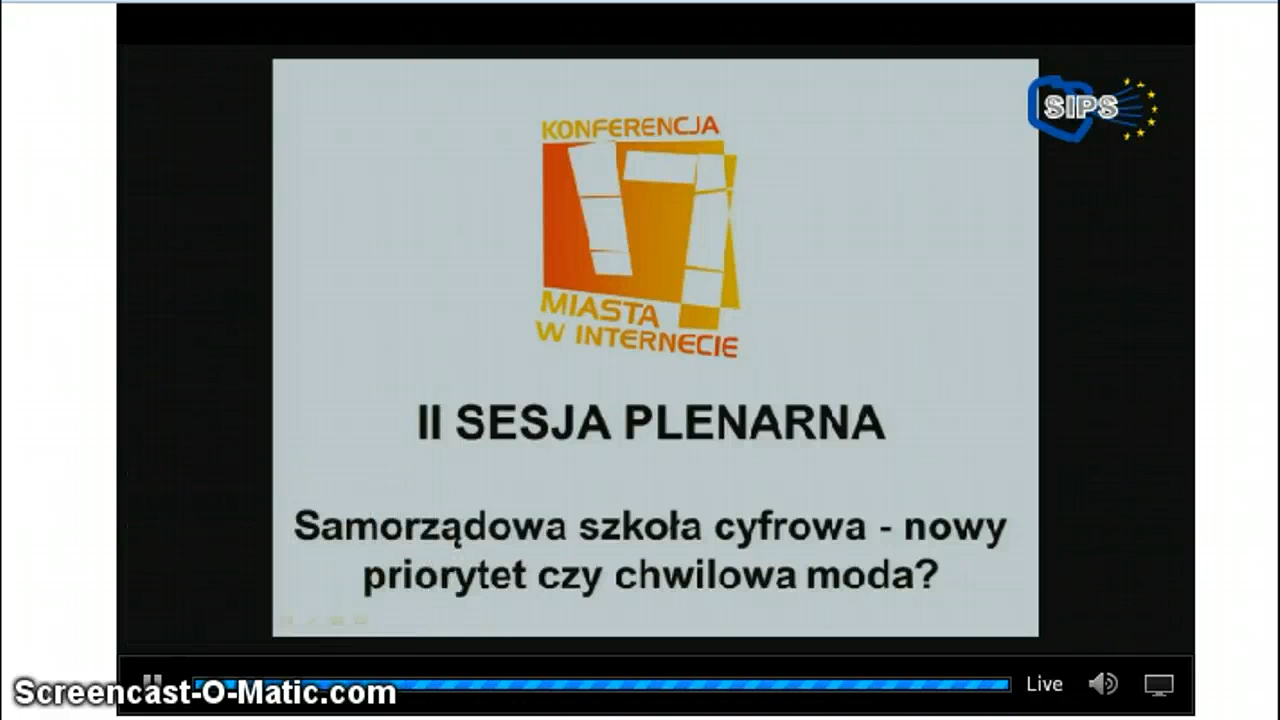 KONFERENCJA
SIPS
MIASTA
W INTERNECIE
II SESJA PLENARNA
Samorządowa szkoła cyfrowa - nowy
priorytet czy chwilowa moda?
Live
Screencast-O-Matic.com